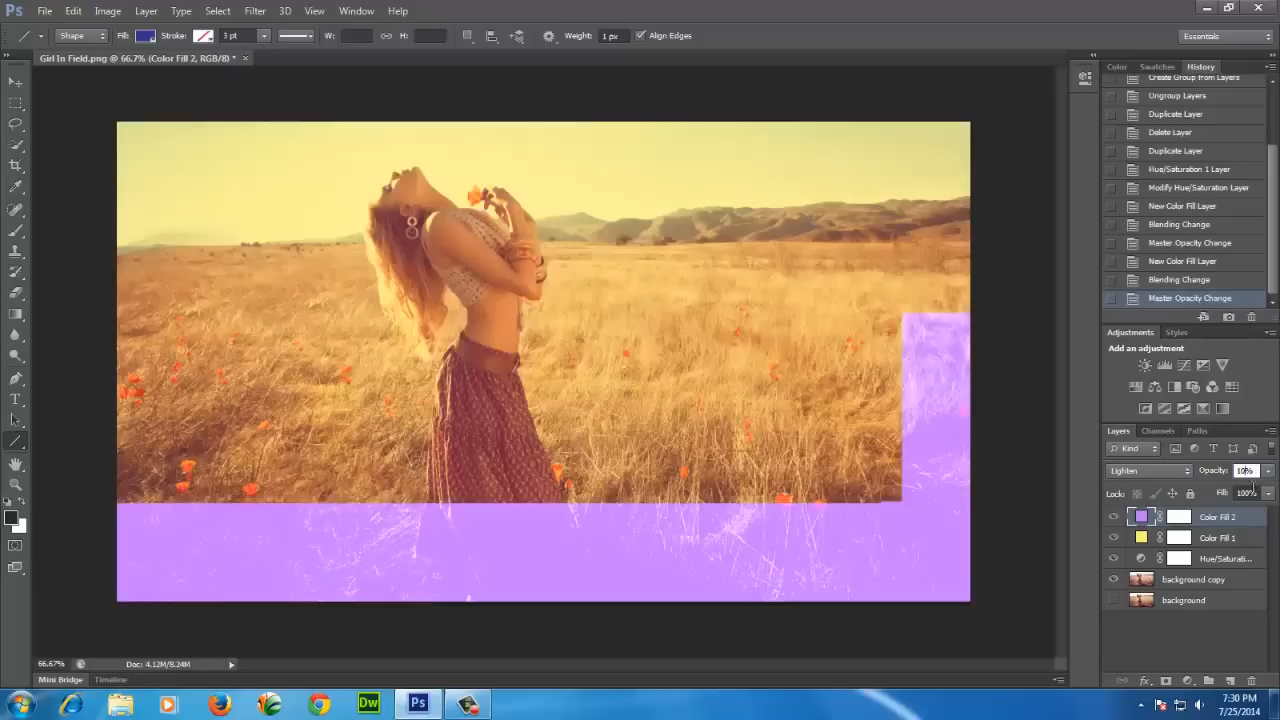 Ps File Edit Image Layer Type Select Filter 3D View Window Help
Shape Fill: Stroke: 3 pt W: H: Weight: 1 px Align Edges Essentials
Girl In Field.png @ 66.7% (Color Fill 2, RGB/8) * ×
Color Swatches History
Create Group from Layers
Ungroup Layers
Duplicate Layer
Delete Layer
Duplicate Layer
Hue/Saturation 1 Layer
Modify Hue/Saturation Layer
New Color Fill Layer
Blending Change
Master Opacity Change
New Color Fill Layer
Blending Change
Master Opacity Change
Adjustments Styles
Add an adjustment
Layers Channels Paths
Kind
Lighten Opacity: 10%
Lock: Fill: 100%
Color Fill 2
Color Fill 1
Hue/Saturati...
background copy
background
66.67% Doc: 4.12M/8.24M
Mini Bridge Timeline
Dw Ps
7:30 PM
7/25/2014